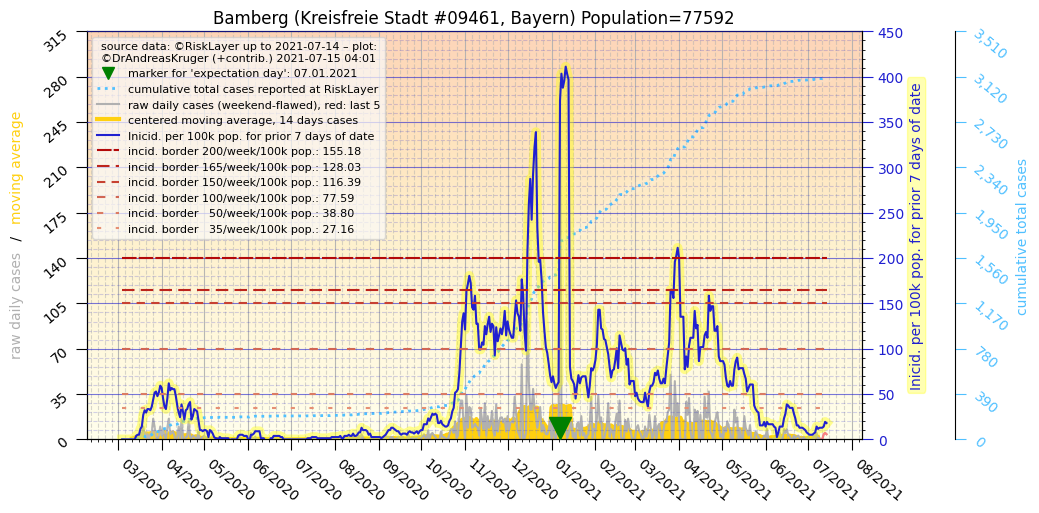 Bamberg (Kreisfreie Stadt #09461, Bayern) Population=77592
source data: ©RiskLayer up to 2021-07-14 – plot:
©DrAndreasKruger (+contrib.) 2021-07-15 04:01
marker for 'expectation day': 07.01.2021
cumulative total cases reported at RiskLayer
raw daily cases (weekend-flawed), red: last 5
centered moving average, 14 days cases
Inicid. per 100k pop. for prior 7 days of date
incid. border 200/week/100k pop.: 155.18
incid. border 165/week/100k pop.: 128.03
incid. border 150/week/100k pop.: 116.39
incid. border 100/week/100k pop.: 77.59
incid. border   50/week/100k pop.: 38.80
incid. border   35/week/100k pop.: 27.16
raw daily cases / moving average
315
280
245
210
175
140
105
70
35
0
450
400
350
300
250
200
150
100
50
0
Inicid. per 100k pop. for prior 7 days of date
3,510
3,120
2,730
2,340
1,950
1,560
1,170
780
390
0
cumulative total cases
03/2020
04/2020
05/2020
06/2020
07/2020
08/2020
09/2020
10/2020
11/2020
12/2020
01/2021
02/2021
03/2021
04/2021
05/2021
06/2021
07/2021
08/2021